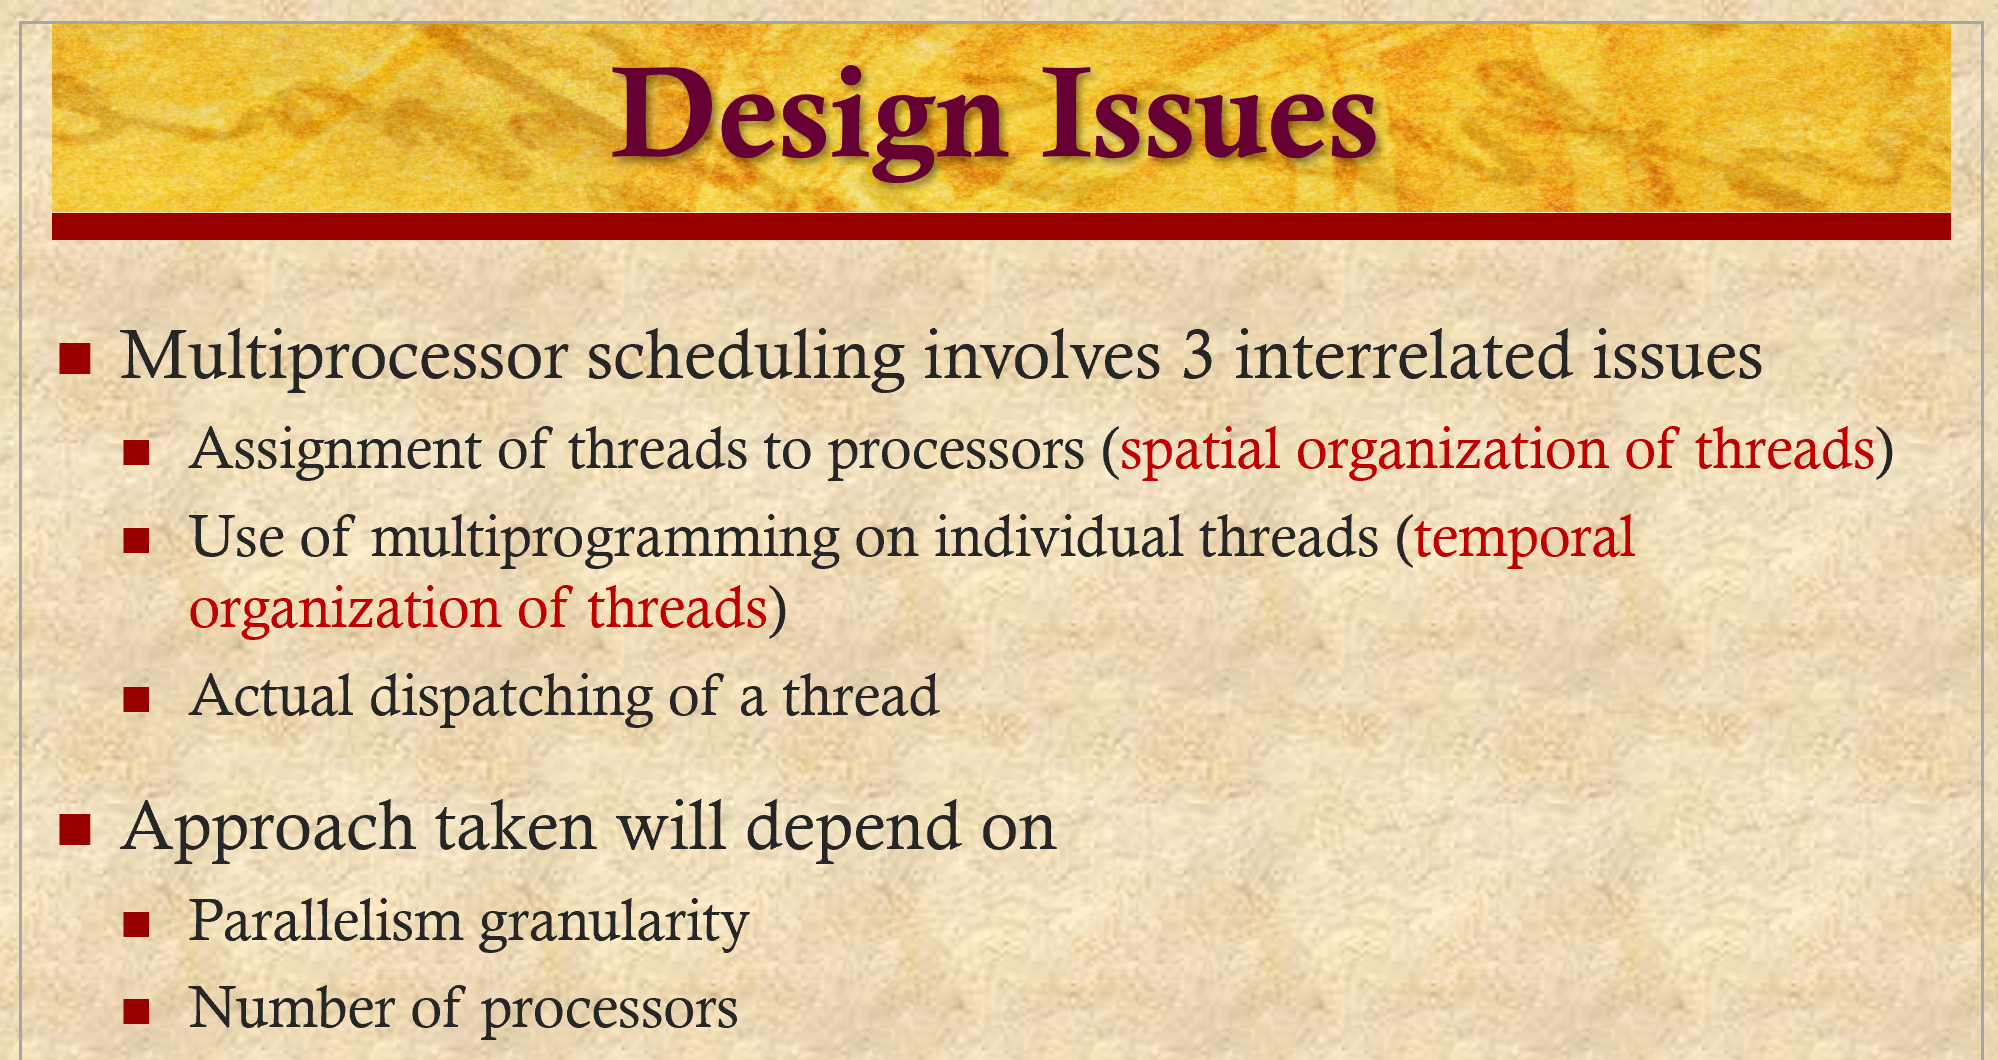 Design Issues
Multiprocessor scheduling involves 3 interrelated issues
Assignment of threads to processors (spatial organization of threads)
Use of multiprogramming on individual threads (temporal
organization of threads)
Actual dispatching of a thread
Approach taken will depend on
Parallelism granularity
Number of processors